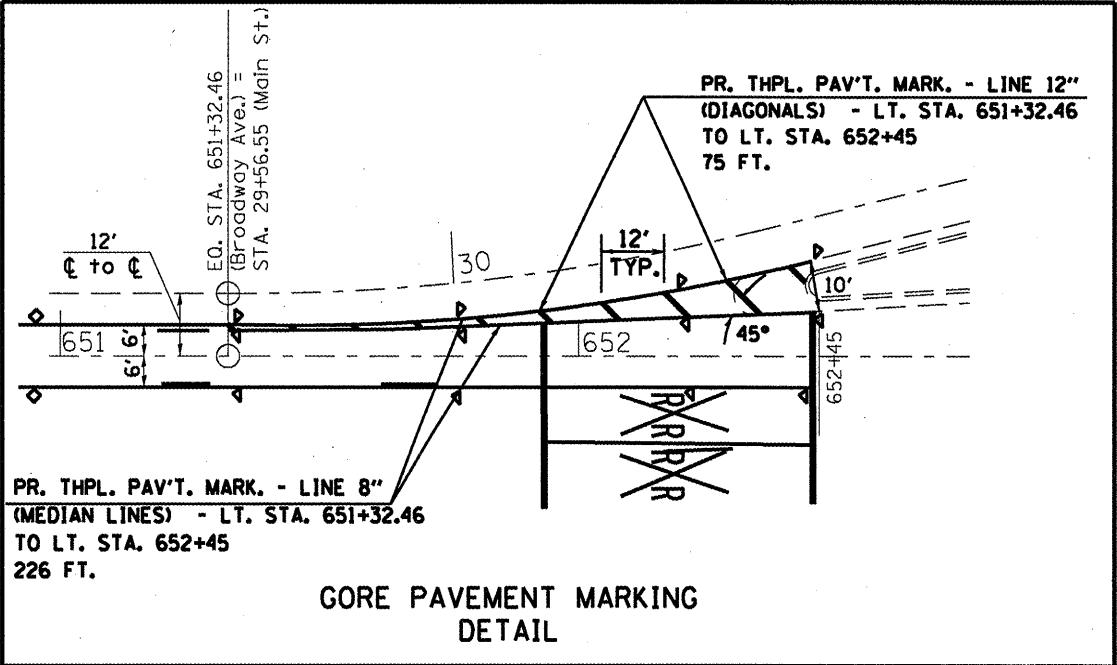 EQ. STA. 651+32.46
(Broadway Ave.) =
STA. 29+56.55 (Main St.)
PR. THPL. PAV'T. MARK. - LINE 12"
(DIAGONALS) - LT. STA. 651+32.46
TO LT. STA. 652+45
75 FT.
12'
℄ to ℄
30
12'
TYP.
10'
651
6'
6'
652
45°
652+45
R R
R R
PR. THPL. PAV'T. MARK. - LINE 8"
(MEDIAN LINES) - LT. STA. 651+32.46
TO LT. STA. 652+45
226 FT.
GORE PAVEMENT MARKING
DETAIL